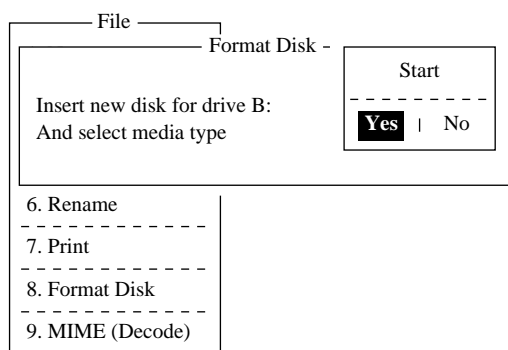 File
Format Disk
Start
Insert new disk for drive B:
And select media type
Yes | No
6. Rename
7. Print
8. Format Disk
9. MIME (Decode)